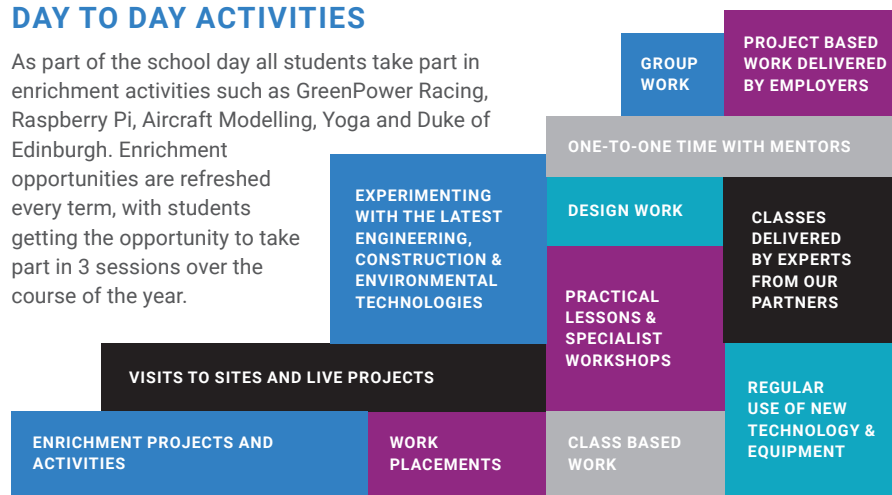 DAY TO DAY ACTIVITIES
As part of the school day all students take part in
enrichment activities such as GreenPower Racing,
Raspberry Pi, Aircraft Modelling, Yoga and Duke of
Edinburgh. Enrichment
opportunities are refreshed
every term, with students
getting the opportunity to take
part in 3 sessions over the
course of the year.
GROUP
WORK
PROJECT BASED
WORK DELIVERED
BY EMPLOYERS
ONE-TO-ONE TIME WITH MENTORS
EXPERIMENTING
WITH THE LATEST
ENGINEERING,
CONSTRUCTION &
ENVIRONMENTAL
TECHNOLOGIES
DESIGN WORK
CLASSES
DELIVERED
BY EXPERTS
FROM OUR
PARTNERS
PRACTICAL
LESSONS &
SPECIALIST
WORKSHOPS
VISITS TO SITES AND LIVE PROJECTS
REGULAR
USE OF NEW
TECHNOLOGY &
EQUIPMENT
ENRICHMENT PROJECTS AND
ACTIVITIES
WORK
PLACEMENTS
CLASS BASED
WORK